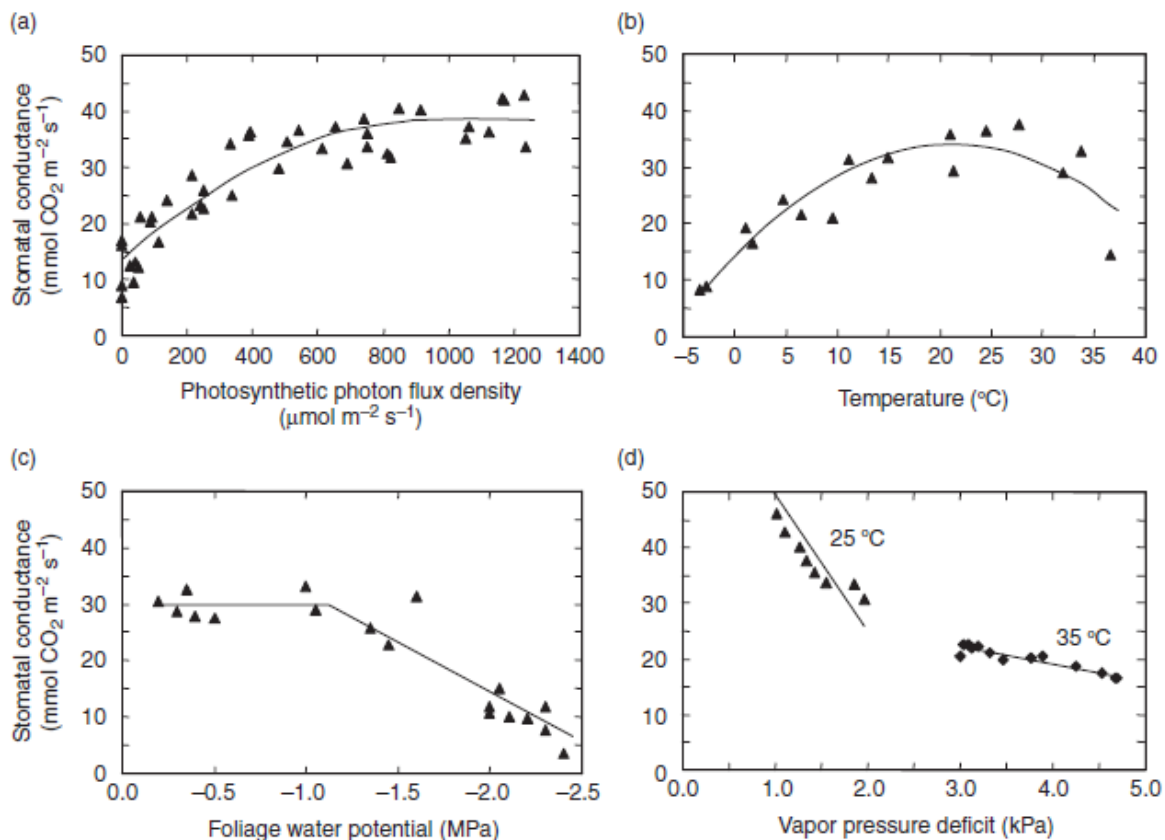 (a)
50
40
30
20
10
0
Stomatal conductance
(mmol CO₂ m⁻² s⁻¹)
0 200 400 600 800 1000 1200 1400
Photosynthetic photon flux density
(μmol m⁻² s⁻¹)
(b)
50
40
30
20
10
0
–5 0 5 10 15 20 25 30 35 40
Temperature (°C)
(c)
50
40
30
20
10
0
Stomatal conductance
(mmol CO₂ m⁻² s⁻¹)
0.0 –0.5 –1.0 –1.5 –2.0 –2.5
Foliage water potential (MPa)
(d)
50
40
30
20
10
0
25 °C
35 °C
0.0 1.0 2.0 3.0 4.0 5.0
Vapor pressure deficit (kPa)